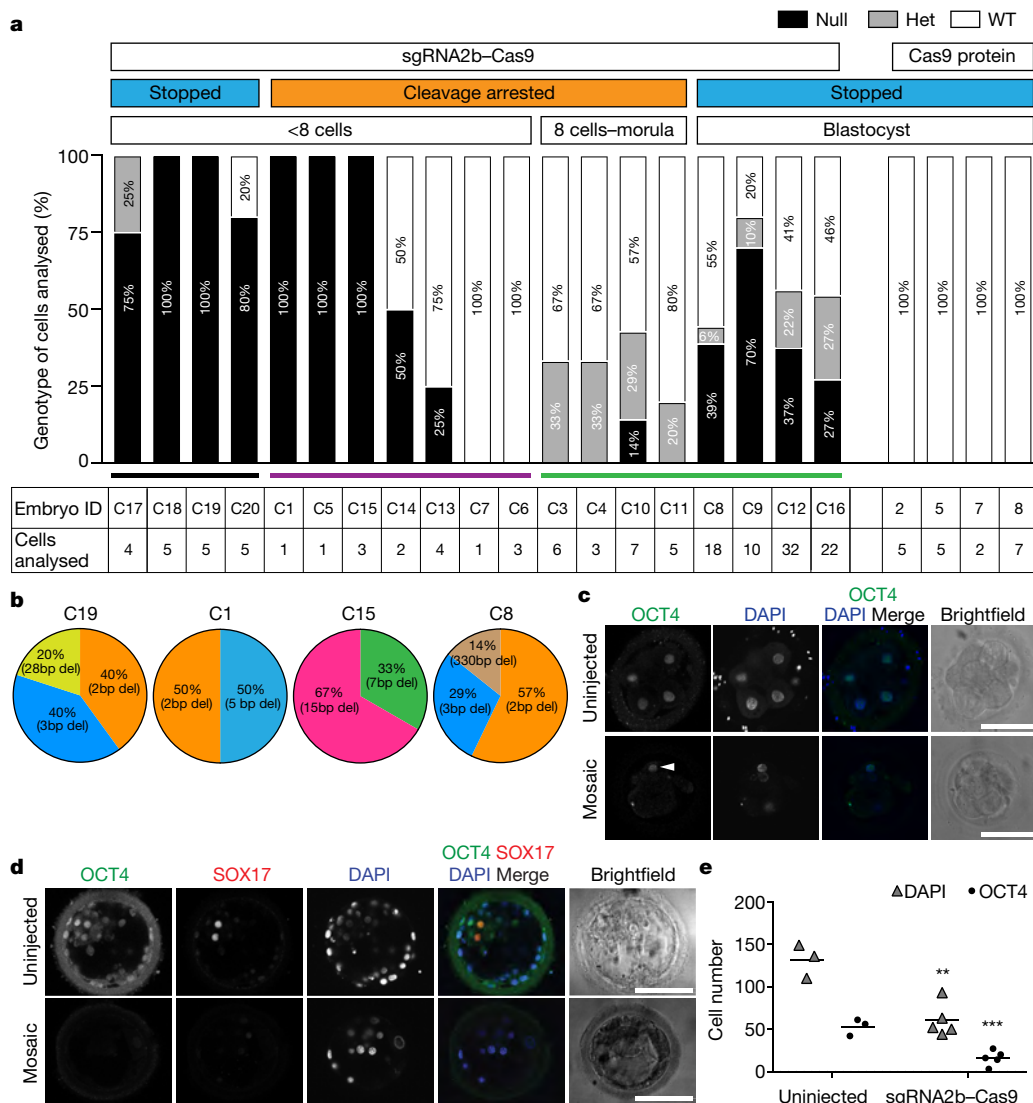 a
Null Het WT
sgRNA2b–Cas9 Cas9 protein
Stopped Cleavage arrested Stopped
<8 cells 8 cells–morula Blastocyst
Genotype of cells analysed (%)
100
75
50
25
0
25% 20% 50% 75% 100% 100% 67% 67% 57% 80% 55% 20% 41% 46% 100% 100% 100% 100%
10% 6% 22% 27% 33% 33% 29% 20%
75% 100% 100% 80% 100% 100% 100% 50% 25% 14% 39% 70% 37% 27%
Embryo ID C17 C18 C19 C20 C1 C5 C15 C14 C13 C7 C6 C3 C4 C10 C11 C8 C9 C12 C16 2 5 7 8
Cells
analysed 4 5 5 5 1 1 3 2 4 1 3 6 3 7 5 18 10 32 22 5 5 2 7
b
C19 C1 C15 C8
20%
(28bp del)
40%
(2bp del)
40%
(3bp del)
50%
(2bp del)
50%
(5 bp del)
33%
(7bp del)
67%
(15bp del)
14%
(330bp del)
29%
(3bp del)
57%
(2bp del)
c
OCT4 DAPI OCT4
DAPI Merge Brightfield
Uninjected
Mosaic
d
OCT4 SOX17 DAPI OCT4 SOX17
DAPI Merge Brightfield
Uninjected
Mosaic
e
DAPI OCT4
Cell number
200
150
100
50
0
**
***
Uninjected sgRNA2b–Cas9